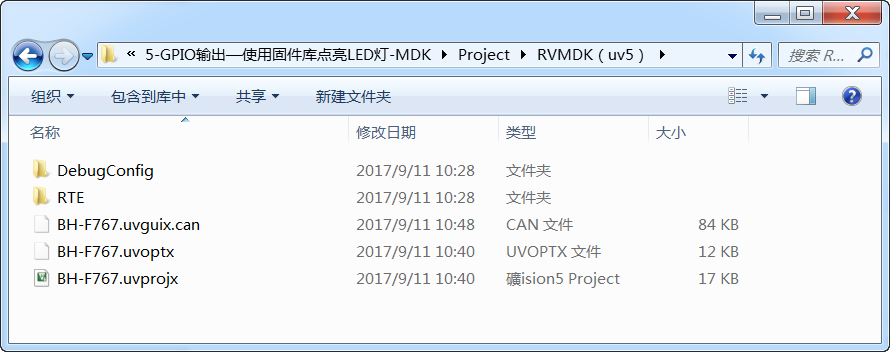 « 5-GPIO输出—使用固件库点亮LED灯-MDK Project RVMDK（uv5） 搜索 R...
组织 包含到库中 共享 新建文件夹
名称 修改日期 类型 大小
DebugConfig 2017/9/11 10:28 文件夹
RTE 2017/9/11 10:28 文件夹
BH-F767.uvguix.can 2017/9/11 10:48 CAN 文件 84 KB
BH-F767.uvoptx 2017/9/11 10:40 UVOPTX 文件 12 KB
BH-F767.uvprojx 2017/9/11 10:40 礦ision5 Project 17 KB